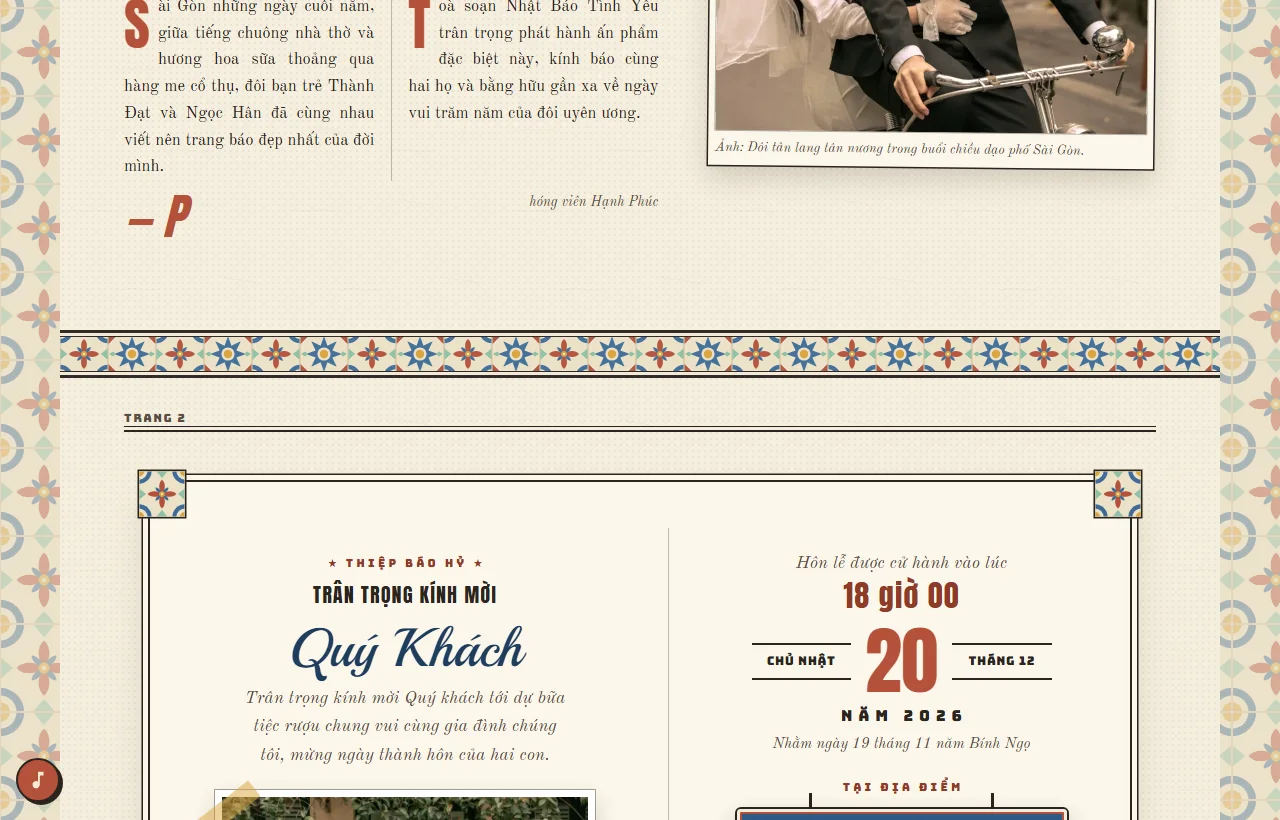 Sài Gòn những ngày cuối năm,
giữa tiếng chuông nhà thờ và
hương hoa sữa thoảng qua
hàng me cổ thụ, đôi bạn trẻ Thành
Đạt và Ngọc Hân đã cùng nhau
viết nên trang báo đẹp nhất của đời
mình.
— P
Toà soạn Nhật Báo Tình Yêu
trân trọng phát hành ấn phẩm
đặc biệt này, kính báo cùng
hai họ và bằng hữu gần xa về ngày
vui trăm năm của đôi uyên ương.
hóng viên Hạnh Phúc
Ảnh: Đôi tân lang tân nương trong buổi chiều dạo phố Sài Gòn.
TRANG 2
★ THIỆP BÁO HỶ ★
TRÂN TRỌNG KÍNH MỜI
Quý Khách
Trân trọng kính mời Quý khách tới dự bữa
tiệc rượu chung vui cùng gia đình chúng
tôi, mừng ngày thành hôn của hai con.
Hôn lễ được cử hành vào lúc
18 giờ 00
CHỦ NHẬT
20
THÁNG 12
NĂM 2026
Nhằm ngày 19 tháng 11 năm Bính Ngọ
TẠI ĐỊA ĐIỂM